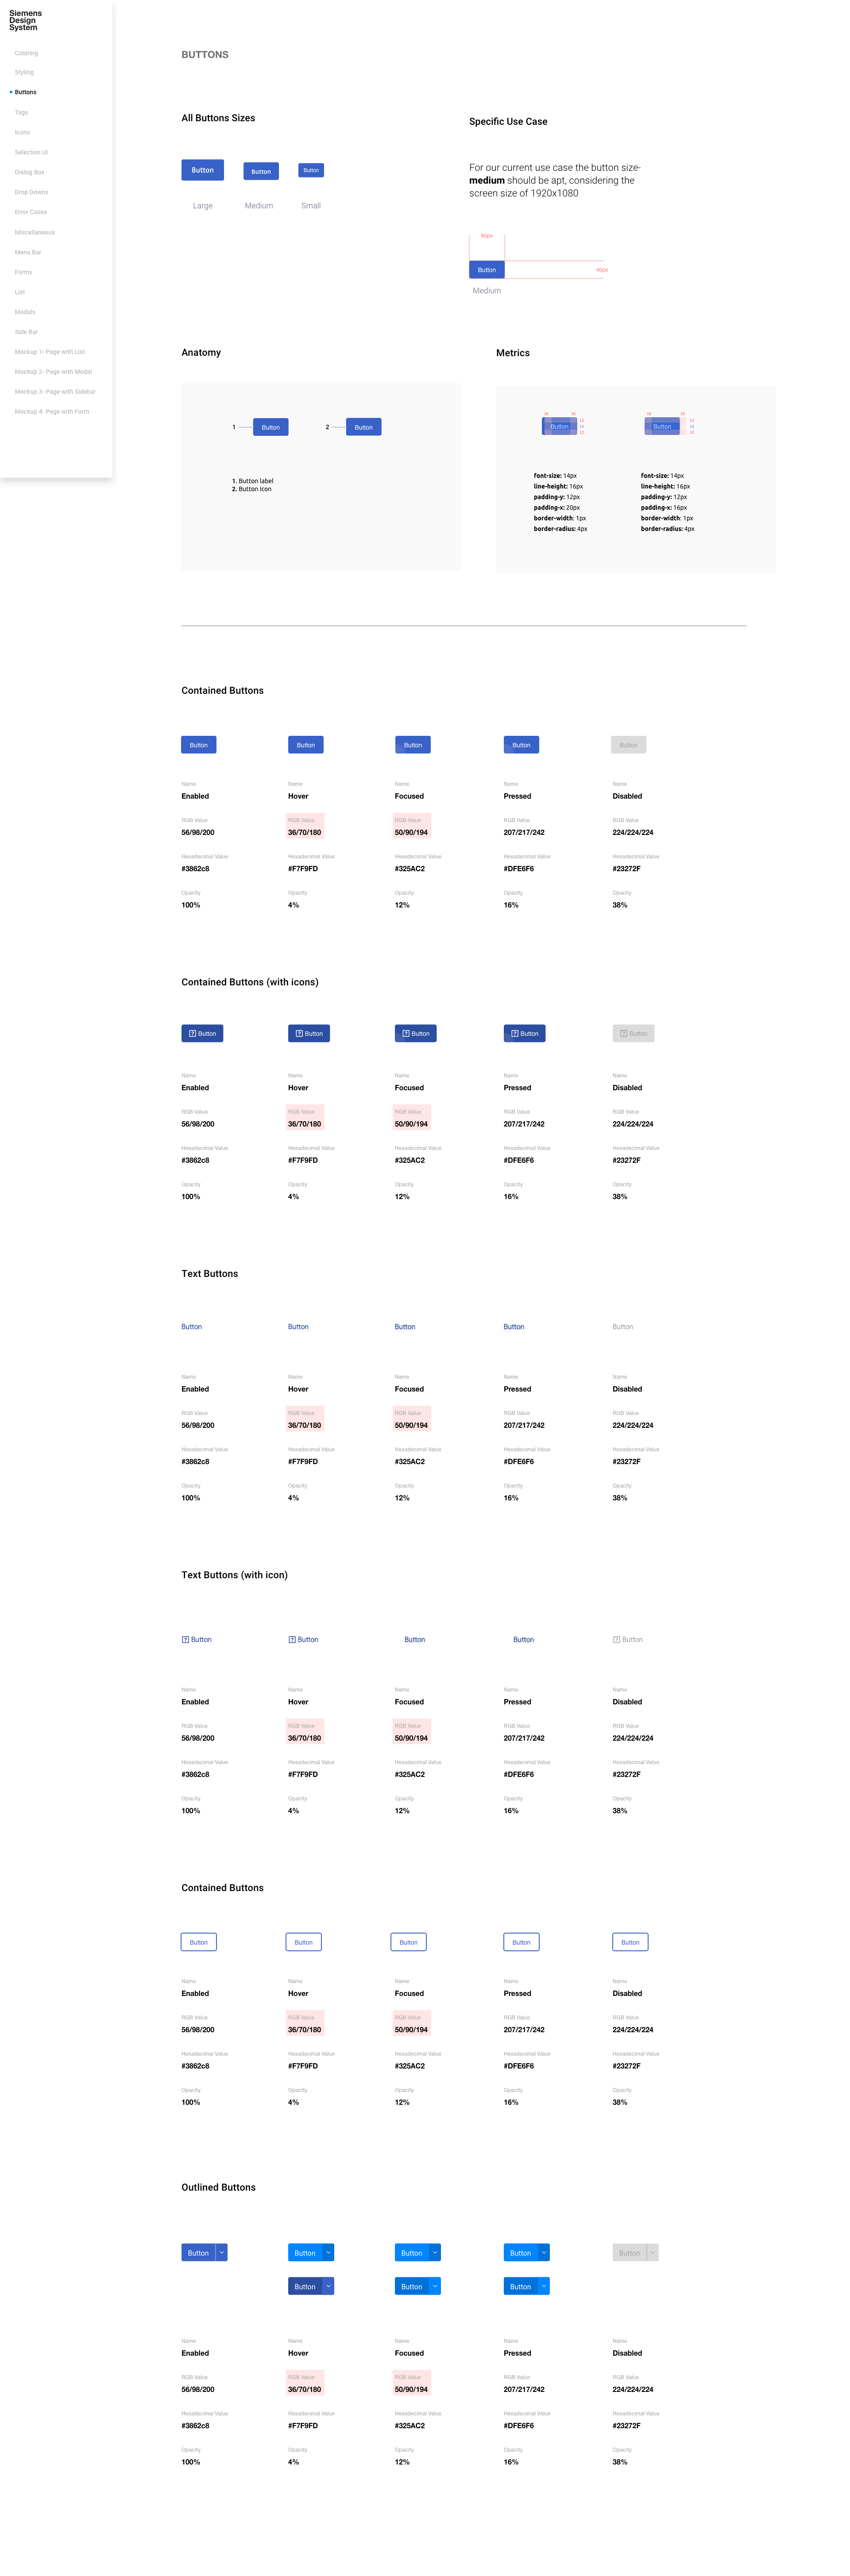 Siemens
Design
System
Coloring
Styling
Buttons
Tags
Icons
Selection UI
Dialog Box
Drop Downs
Error Cases
Miscellaneous
Menu Bar
Forms
List
Modals
Side Bar
Mockup 1- Page with List
Mockup 2- Page with Modal
Mockup 3- Page with Sidebar
Mockup 4- Page with Form
BUTTONS
All Buttons Sizes
Button Button Button
Large Medium Small
Specific Use Case
For our current use case the button size-
medium should be apt, considering the
screen size of 1920x1080
80px
Button 40px
Medium
Anatomy
1 Button 2 Button
1. Button label
2. Button Icon
Metrics
Button Button
font-size: 14px font-size: 14px
line-height: 16px line-height: 16px
padding-y: 12px padding-y: 12px
padding-x: 20px padding-x: 16px
border-width: 1px border-width: 1px
border-radius: 4px border-radius: 4px
Contained Buttons
Button Button Button Button Button
Name Name Name Name Name
Enabled Hover Focused Pressed Disabled
RGB Value RGB Value RGB Value RGB Value RGB Value
56/98/200 36/70/180 50/90/194 207/217/242 224/224/224
Hexadecimal Value Hexadecimal Value Hexadecimal Value Hexadecimal Value Hexadecimal Value
#3862c8 #F7F9FD #325AC2 #DFE6F6 #23272F
Opacity Opacity Opacity Opacity Opacity
100% 4% 12% 16% 38%
Contained Buttons (with icons)
? Button ? Button ? Button ? Button ? Button
Name Name Name Name Name
Enabled Hover Focused Pressed Disabled
RGB Value RGB Value RGB Value RGB Value RGB Value
56/98/200 36/70/180 50/90/194 207/217/242 224/224/224
Hexadecimal Value Hexadecimal Value Hexadecimal Value Hexadecimal Value Hexadecimal Value
#3862c8 #F7F9FD #325AC2 #DFE6F6 #23272F
Opacity Opacity Opacity Opacity Opacity
100% 4% 12% 16% 38%
Text Buttons
Button Button Button Button Button
Name Name Name Name Name
Enabled Hover Focused Pressed Disabled
RGB Value RGB Value RGB Value RGB Value RGB Value
56/98/200 36/70/180 50/90/194 207/217/242 224/224/224
Hexadecimal Value Hexadecimal Value Hexadecimal Value Hexadecimal Value Hexadecimal Value
#3862c8 #F7F9FD #325AC2 #DFE6F6 #23272F
Opacity Opacity Opacity Opacity Opacity
100% 4% 12% 16% 38%
Text Buttons (with icon)
? Button ? Button Button Button ? Button
Name Name Name Name Name
Enabled Hover Focused Pressed Disabled
RGB Value RGB Value RGB Value RGB Value RGB Value
56/98/200 36/70/180 50/90/194 207/217/242 224/224/224
Hexadecimal Value Hexadecimal Value Hexadecimal Value Hexadecimal Value Hexadecimal Value
#3862c8 #F7F9FD #325AC2 #DFE6F6 #23272F
Opacity Opacity Opacity Opacity Opacity
100% 4% 12% 16% 38%
Contained Buttons
Button Button Button Button Button
Name Name Name Name Name
Enabled Hover Focused Pressed Disabled
RGB Value RGB Value RGB Value RGB Value RGB Value
56/98/200 36/70/180 50/90/194 207/217/242 224/224/224
Hexadecimal Value Hexadecimal Value Hexadecimal Value Hexadecimal Value Hexadecimal Value
#3862c8 #F7F9FD #325AC2 #DFE6F6 #23272F
Opacity Opacity Opacity Opacity Opacity
100% 4% 12% 16% 38%
Outlined Buttons
Button Button Button Button Button
Button Button Button
Name Name Name Name Name
Enabled Hover Focused Pressed Disabled
RGB Value RGB Value RGB Value RGB Value RGB Value
56/98/200 36/70/180 50/90/194 207/217/242 224/224/224
Hexadecimal Value Hexadecimal Value Hexadecimal Value Hexadecimal Value Hexadecimal Value
#3862c8 #F7F9FD #325AC2 #DFE6F6 #23272F
Opacity Opacity Opacity Opacity Opacity
100% 4% 12% 16% 38%